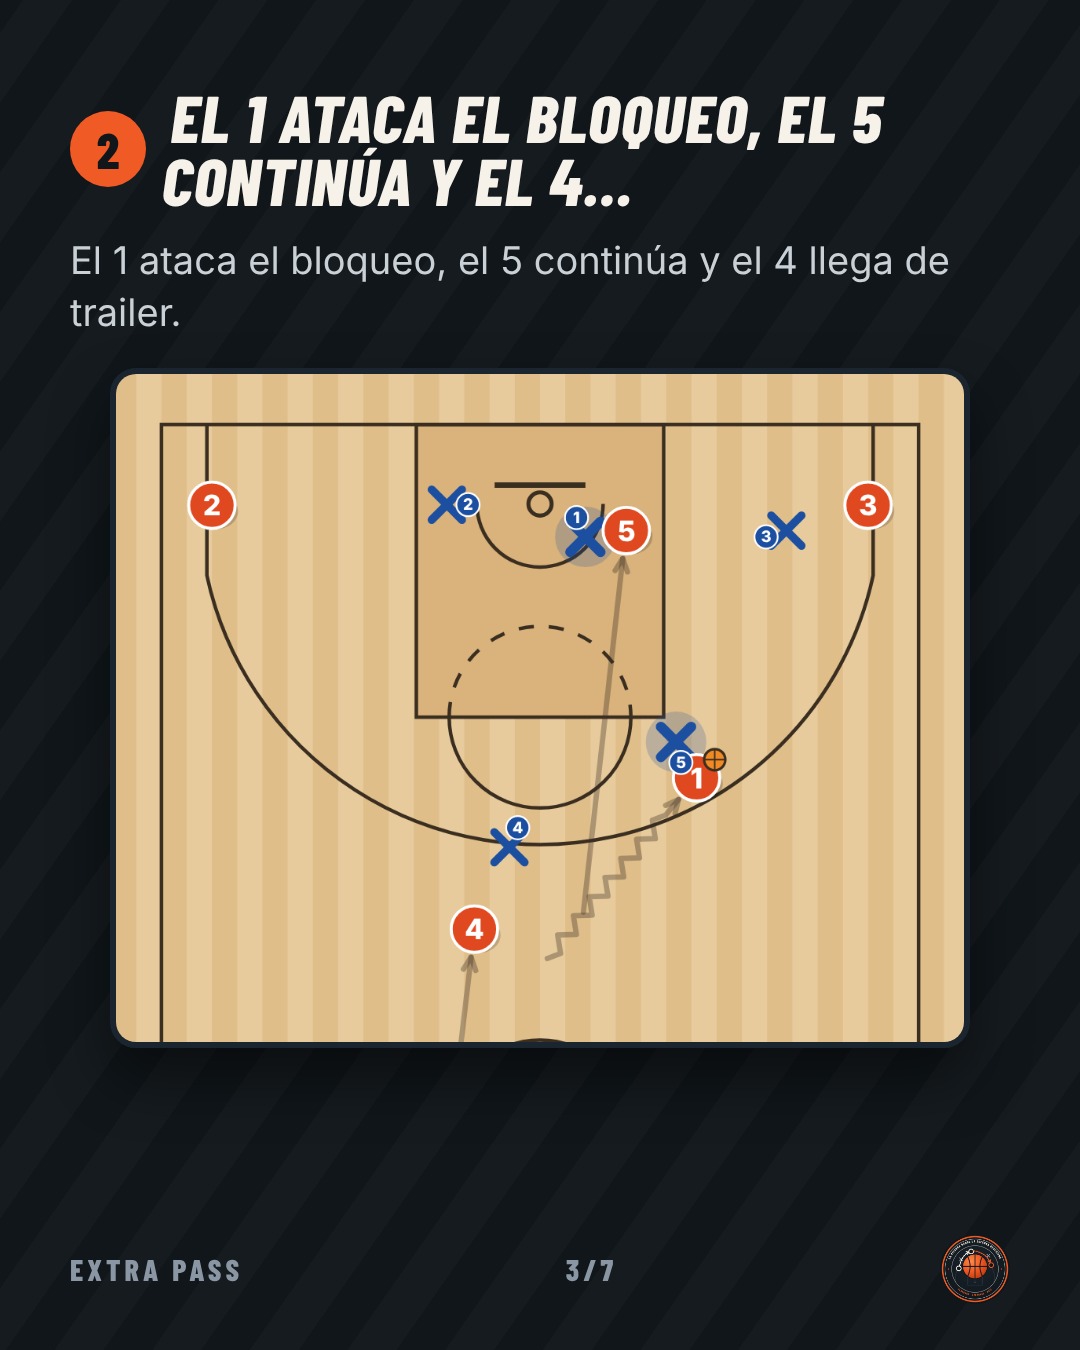 2
EL 1 ATACA EL BLOQUEO, EL 5
CONTINÚA Y EL 4...
El 1 ataca el bloqueo, el 5 continúa y el 4 llega de
trailer.
2
2
1
5
3
3
5
1
4
4
EXTRA PASS
3/7